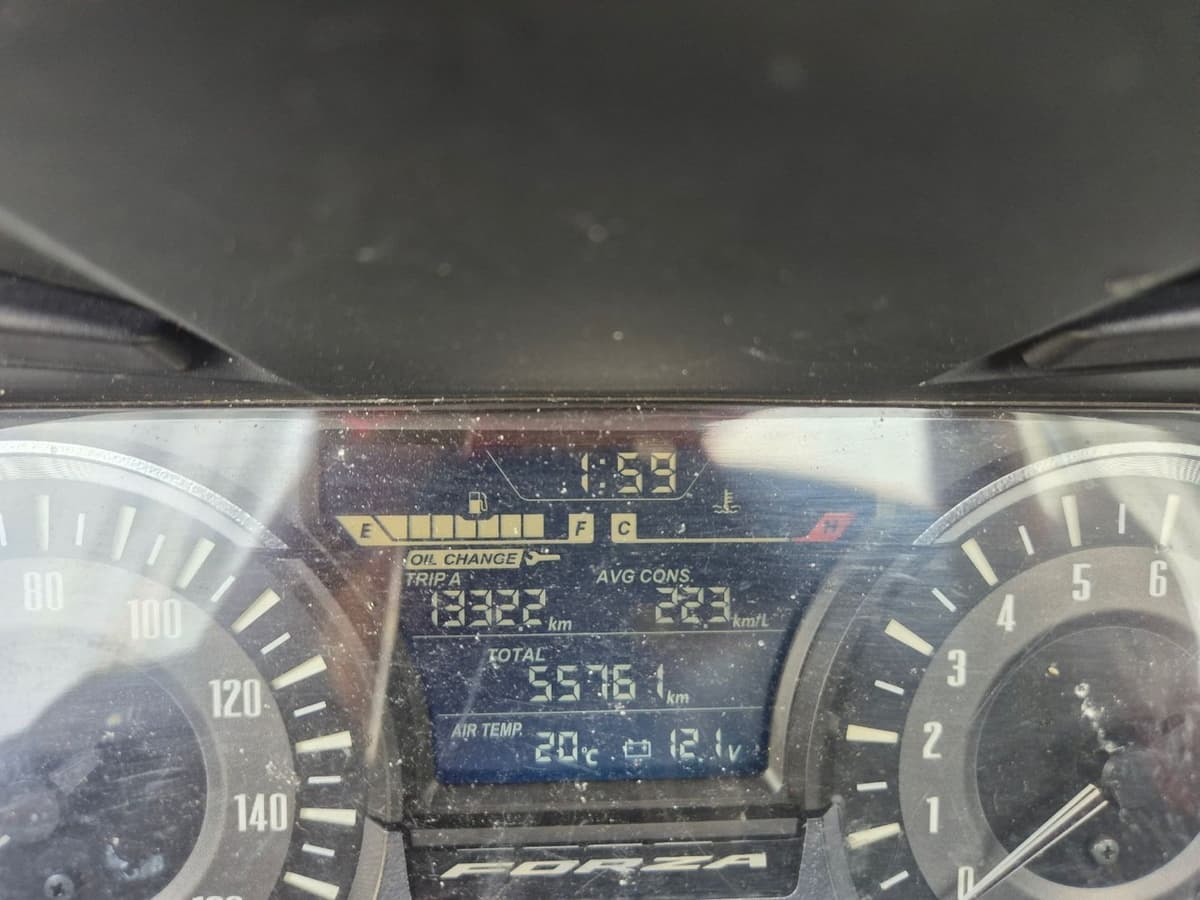 1:59
E F C H
OIL CHANGE
TRIP A AVG CONS.
1332.2 km 22.3 km/L
TOTAL
55761 km
AIR TEMP.
20 °C 12.1 V
FORZA
80
100
120
140
0
1
2
3
4
5
6